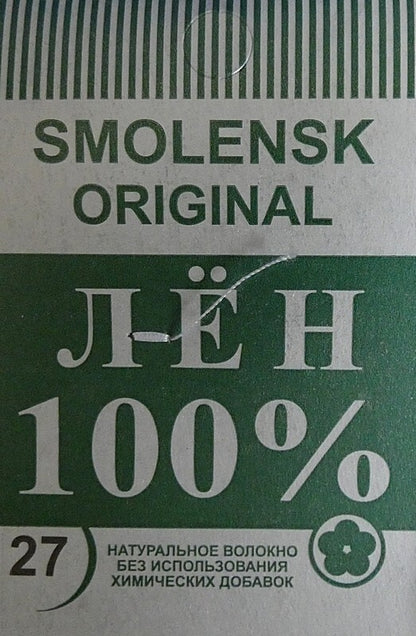 SMOLENSK
ORIGINAL
ЛЁН
100%
27
НАТУРАЛЬНОЕ ВОЛОКНО
БЕЗ ИСПОЛЬЗОВАНИЯ
ХИМИЧЕСКИХ ДОБАВОК